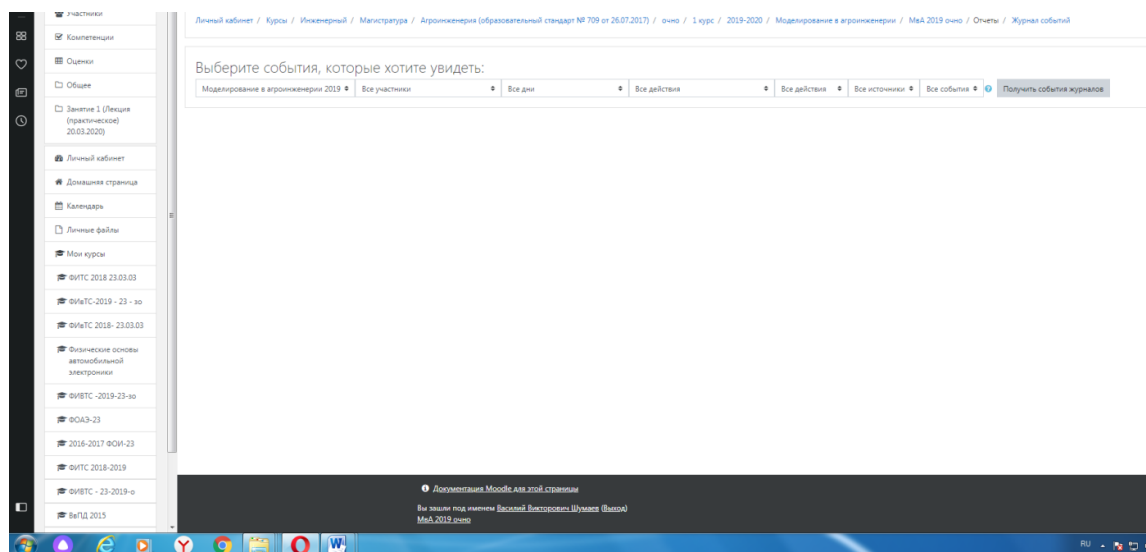 Участники
Компетенции
Оценки
Общее
Занятие 1 (Лекция
(практическое)
20.03.2020)
Личный кабинет
Домашняя страница
Календарь
Личные файлы
Мои курсы
ФИТС 2018 23.03.03
ФИвТС-2019 - 23 - зо
ФИвТС 2018- 23.03.03
Физические основы
автомобильной
электроники
ФИВТС -2019-23-зо
ФОАЭ-23
2016-2017 ФОИ-23
ФИТС 2018-2019
ФИВТС - 23-2019-о
ВвПД 2015
Личный кабинет / Курсы / Инженерный / Магистратура / Агроинженерия (образовательный стандарт № 709 от 26.07.2017) / очно / 1 курс / 2019-2020 / Моделирование в агроинженерии / МвА 2019 очно / Отчеты / Журнал событий
Выберите события, которые хотите увидеть:
Моделирование в агроинженерии 2019 Все участники Все дни Все действия Все действия Все источники Все события Получить события журналов
Документация Moodle для этой страницы
Вы зашли под именем Василий Викторович Шумаев (Выход)
МвА 2019 очно
RU